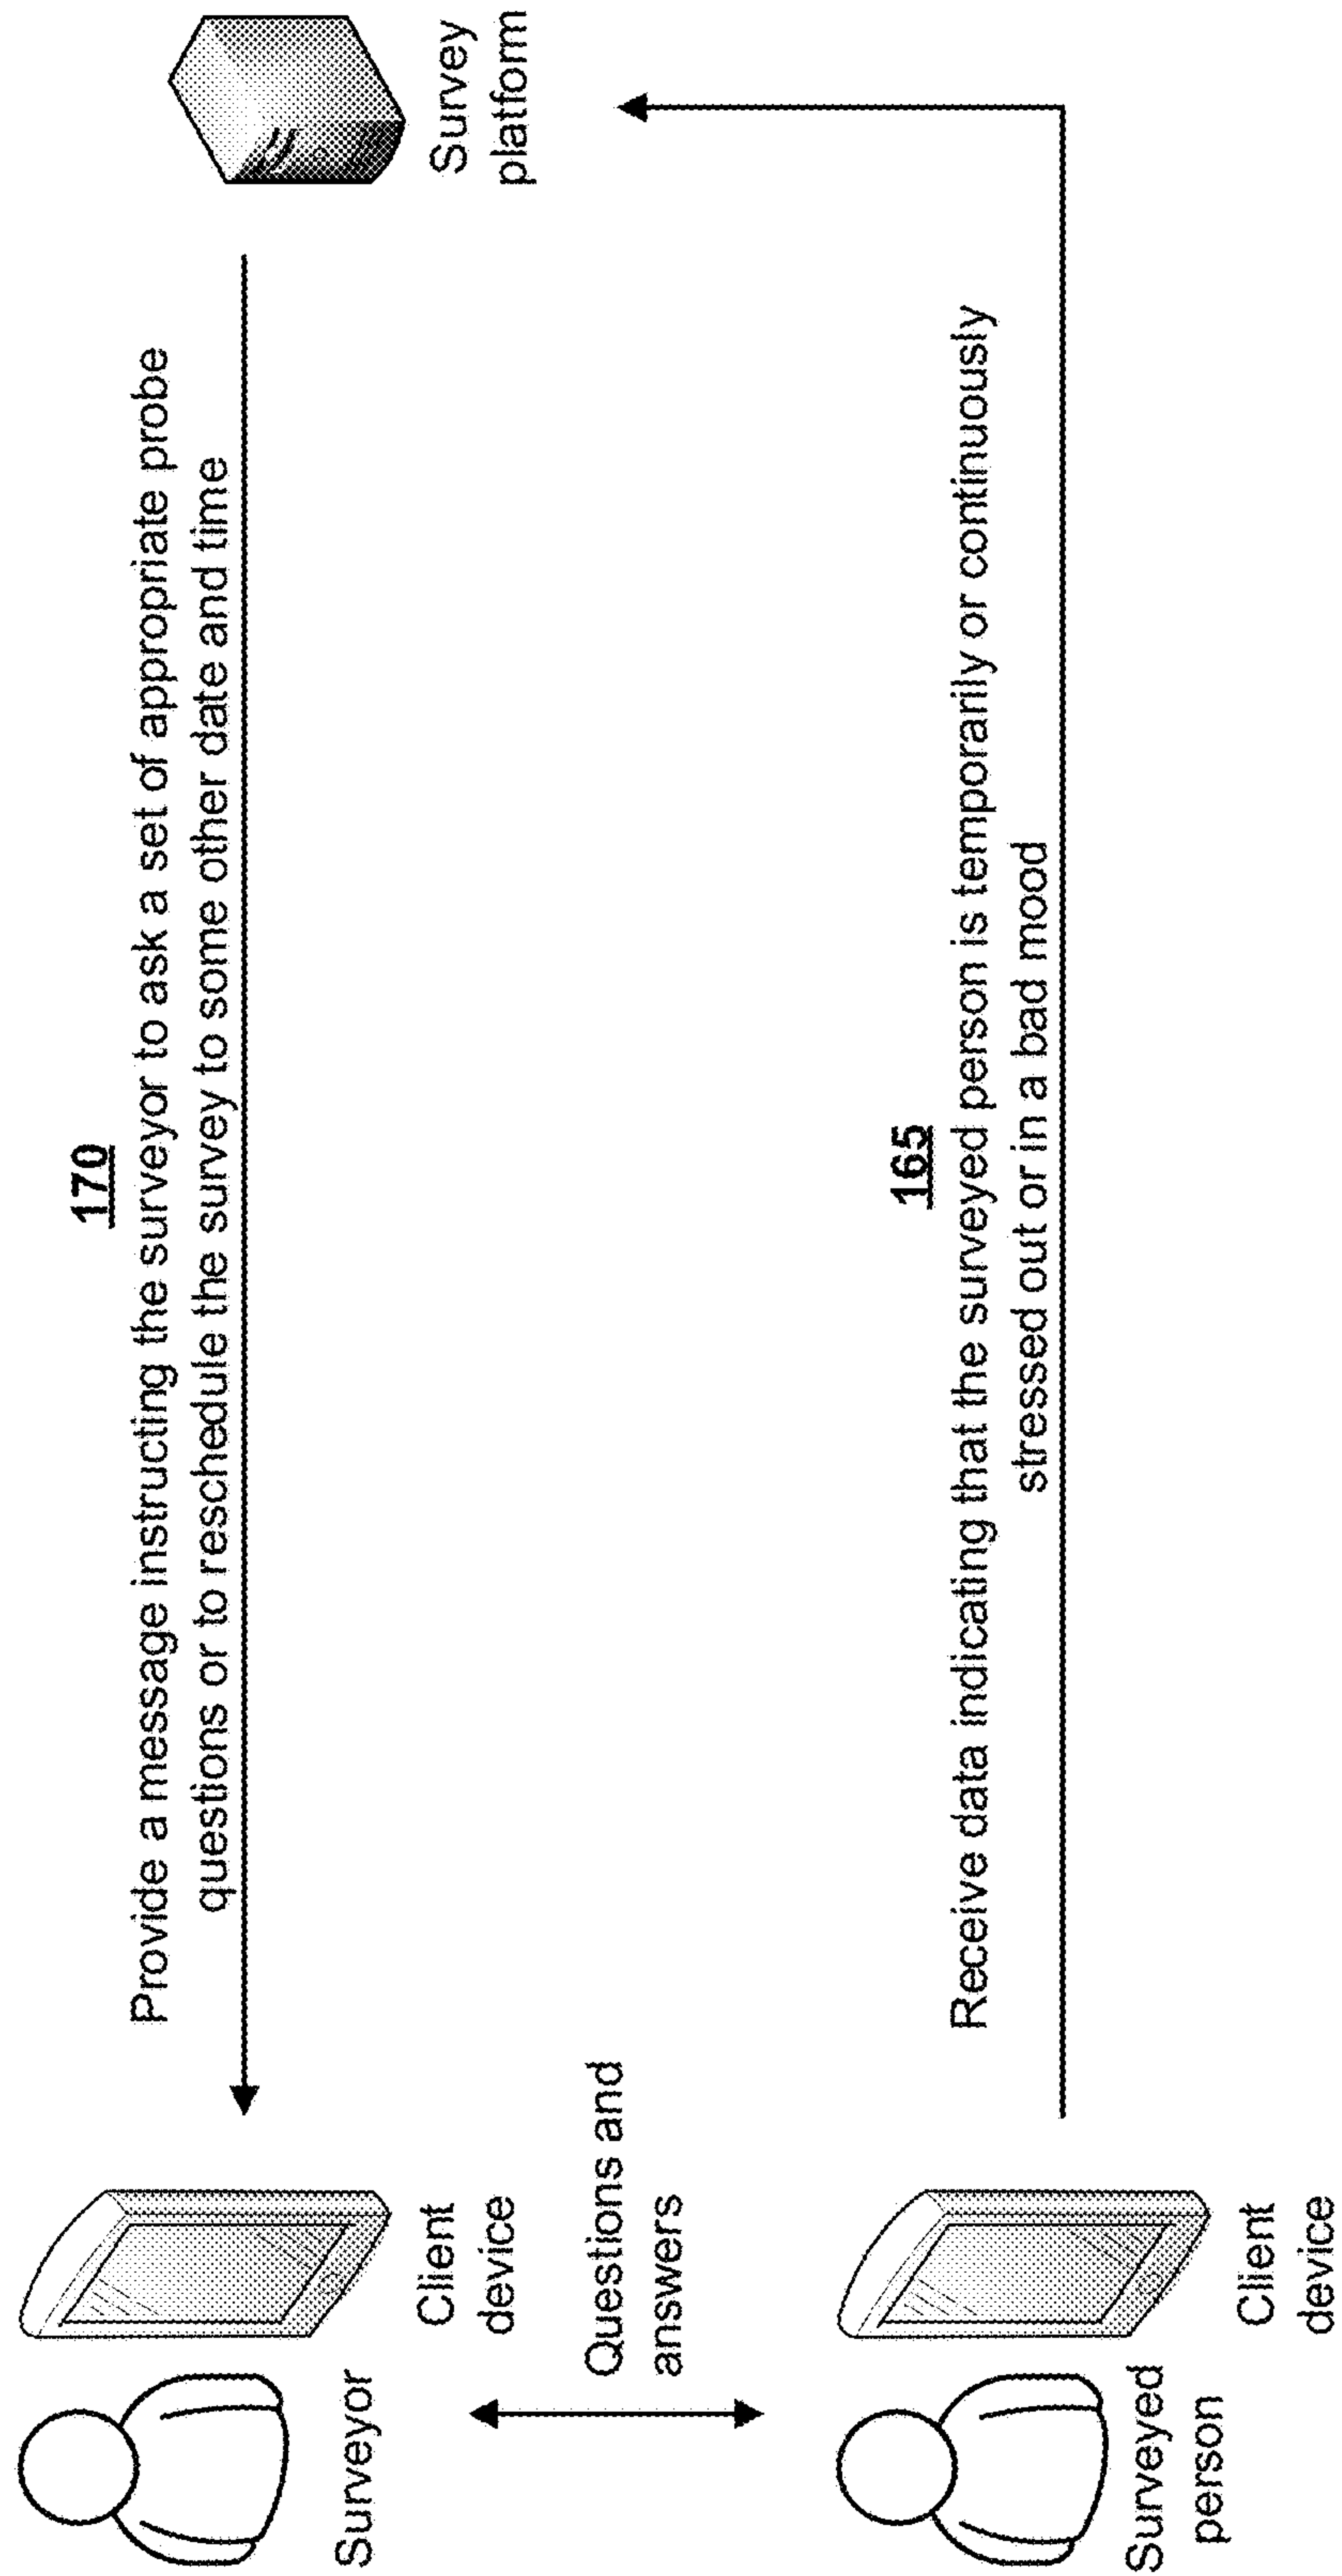 170
Provide a message instructing the surveyor to ask a set of appropriate probe
questions or to reschedule the survey to some other date and time
Survey
platform
Client
device
Surveyor
Questions and
answers
165
Receive data indicating that the surveyed person is temporarily or continuously
stressed out or in a bad mood
Client
device
Surveyed
person